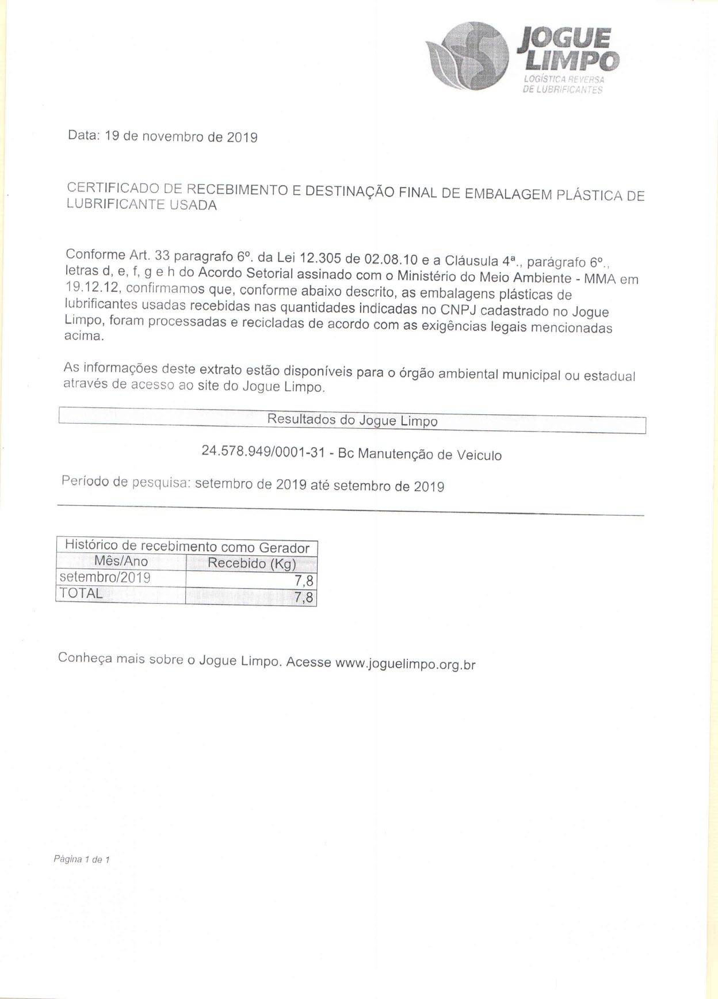 JOGUE
LIMPO
LOGÍSTICA REVERSA
DE LUBRIFICANTES
Data: 19 de novembro de 2019
CERTIFICADO DE RECEBIMENTO E DESTINAÇÃO FINAL DE EMBALAGEM PLÁSTICA DE
LUBRIFICANTE USADA
Conforme Art. 33 paragrafo 6º. da Lei 12.305 de 02.08.10 e a Cláusula 4ª., parágrafo 6º.,
letras d, e, f, g e h do Acordo Setorial assinado com o Ministério do Meio Ambiente - MMA em
19.12.12, confirmamos que, conforme abaixo descrito, as embalagens plásticas de
lubrificantes usadas recebidas nas quantidades indicadas no CNPJ cadastrado no Jogue
Limpo, foram processadas e recicladas de acordo com as exigências legais mencionadas
acima.
As informações deste extrato estão disponíveis para o órgão ambiental municipal ou estadual
através de acesso ao site do Jogue Limpo.
Resultados do Jogue Limpo
24.578.949/0001-31 - Bc Manutenção de Veiculo
Período de pesquisa: setembro de 2019 até setembro de 2019
Histórico de recebimento como Gerador
Mês/Ano Recebido (Kg)
setembro/2019 7,8
TOTAL 7,8
Conheça mais sobre o Jogue Limpo. Acesse www.joguelimpo.org.br
Página 1 de 1